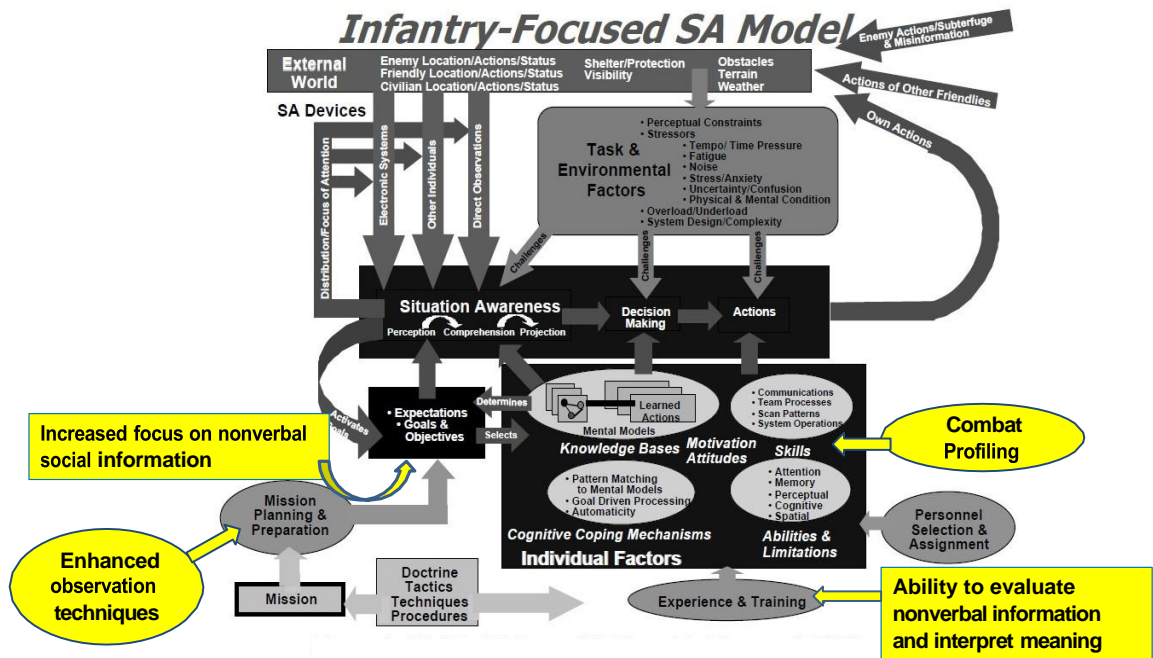 Infantry-Focused SA Model
Enemy Actions/Subterfuge
& Misinformation
External
World
Enemy Location/Actions/Status
Friendly Location/Actions/Status
Civilian Location/Actions/Status
Shelter/Protection
Visibility
Obstacles
Terrain
Weather
Actions of Other Friendlies
Own Actions
SA Devices
Distribution/Focus of Attention
Electronic Systems
Other Individuals
Direct Observations
Task &
Environmental
Factors
• Perceptual Constraints
• Stressors
• Tempo/ Time Pressure
• Fatigue
• Noise
• Stress/Anxiety
• Uncertainty/Confusion
• Physical & Mental Condition
• Overload/Underload
• System Design/Complexity
Challenges
Challenges
Challenges
Situation Awareness
Perception
Comprehension
Projection
Decision
Making
Actions
Activates
• Expectations
• Goals &
Objectives
Determines
Selects
Learned
Actions
Mental Models
Knowledge Bases
Motivation
Attitudes
• Communications
• Team Processes
• Scan Patterns
• System Operations
Skills
• Pattern Matching
to Mental Models
• Goal Driven Processing
• Automaticity
Cognitive Coping Mechanisms
• Attention
• Memory
• Perceptual
• Cognitive
• Spatial
Abilities &
Limitations
Individual Factors
Increased focus on nonverbal
social information
Combat
Profiling
Mission
Planning &
Preparation
Personnel
Selection &
Assignment
Enhanced
observation
techniques
Mission
Doctrine
Tactics
Techniques
Procedures
Experience & Training
Ability to evaluate
nonverbal information
and interpret meaning